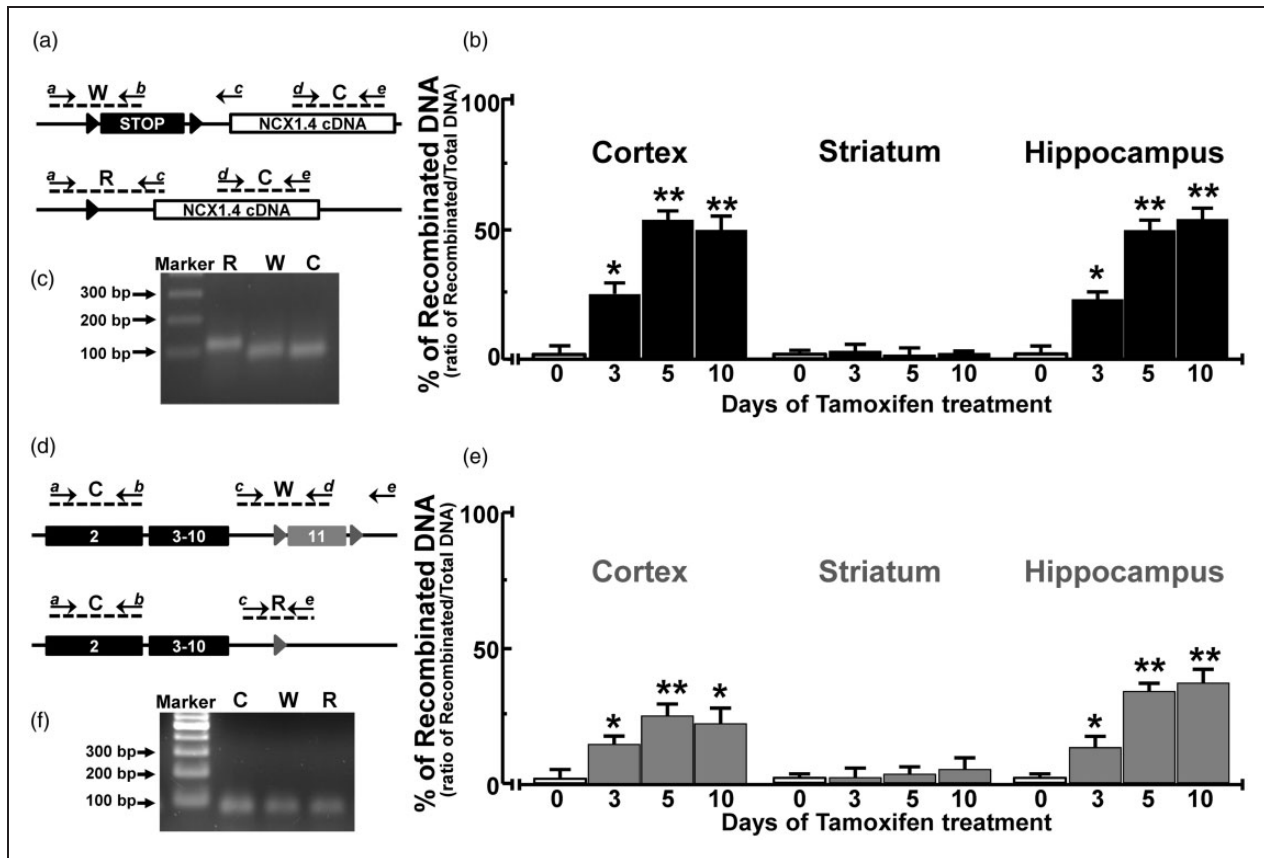 (a)
a W b c d C e
STOP NCX1.4 cDNA
a R c d C e
NCX1.4 cDNA
(b)
% of Recombinated DNA
(ratio of Recombinated/Total DNA)
100
50
0
Cortex Striatum Hippocampus
* ** ** * ** **
0 3 5 10 0 3 5 10 0 3 5 10
Days of Tamoxifen treatment
(c)
Marker R W C
300 bp
200 bp
100 bp
(d)
a C b c W d e
2 3-10 11
a C b c R e
2 3-10
(e)
% of Recombinated DNA
(ratio of Recombinated/Total DNA)
100
50
0
Cortex Striatum Hippocampus
* ** * * ** **
0 3 5 10 0 3 5 10 0 3 5 10
Days of Tamoxifen treatment
(f)
Marker C W R
300 bp
200 bp
100 bp